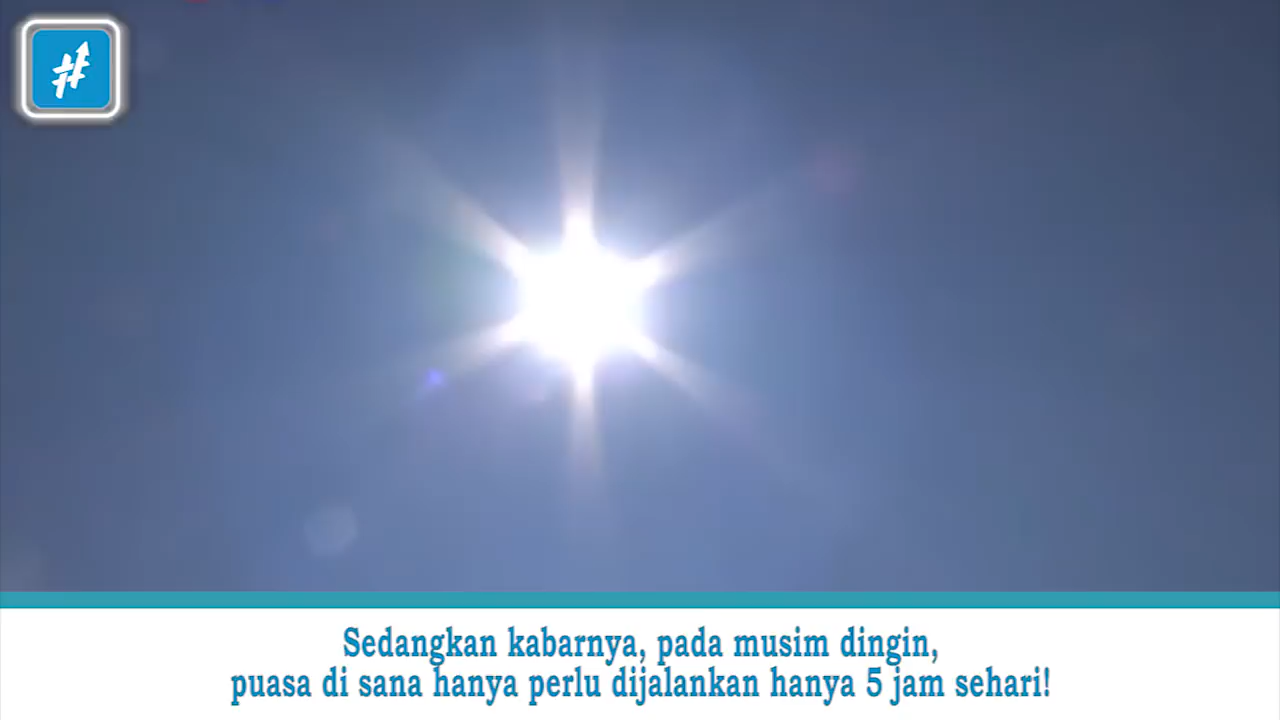 Sedangkan kabarnya, pada musim dingin,
puasa di sana hanya perlu dijalankan hanya 5 jam sehari!